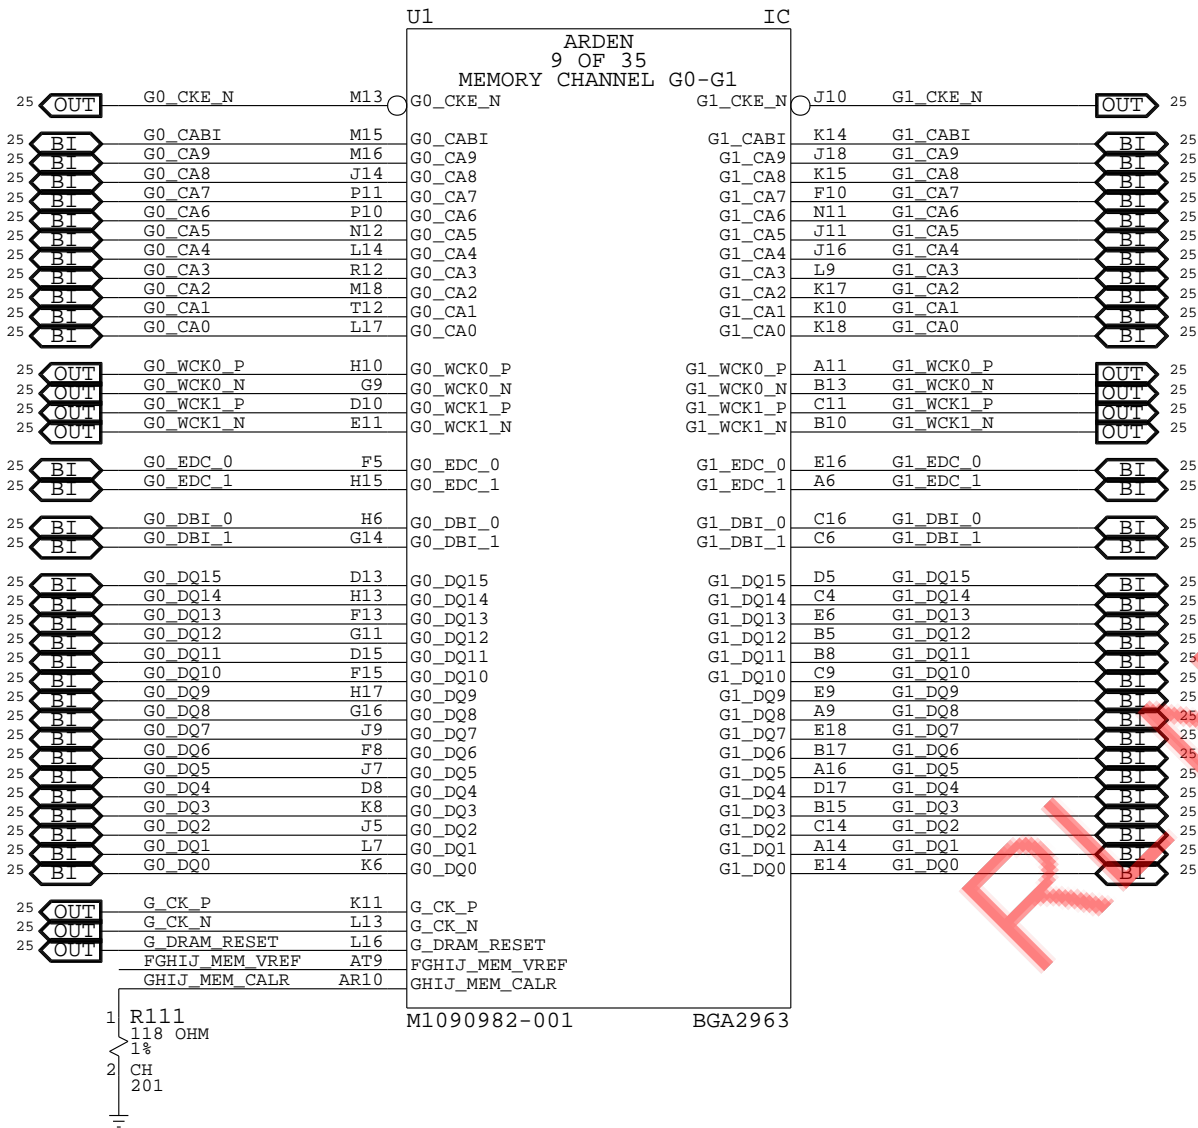 U1 IC
ARDEN
9 OF 35
MEMORY CHANNEL G0-G1
25 OUT G0_CKE_N M13 G0_CKE_N G1_CKE_N J10 G1_CKE_N OUT 25
25 BI G0_CABI M15 G0_CABI G1_CABI K14 G1_CABI BI 25
25 BI G0_CA9 M16 G0_CA9 G1_CA9 J18 G1_CA9 BI 25
25 BI G0_CA8 J14 G0_CA8 G1_CA8 K15 G1_CA8 BI 25
25 BI G0_CA7 P11 G0_CA7 G1_CA7 F10 G1_CA7 BI 25
25 BI G0_CA6 P10 G0_CA6 G1_CA6 N11 G1_CA6 BI 25
25 BI G0_CA5 N12 G0_CA5 G1_CA5 J11 G1_CA5 BI 25
25 BI G0_CA4 L14 G0_CA4 G1_CA4 J16 G1_CA4 BI 25
25 BI G0_CA3 R12 G0_CA3 G1_CA3 L9 G1_CA3 BI 25
25 BI G0_CA2 M18 G0_CA2 G1_CA2 K17 G1_CA2 BI 25
25 BI G0_CA1 T12 G0_CA1 G1_CA1 K10 G1_CA1 BI 25
25 BI G0_CA0 L17 G0_CA0 G1_CA0 K18 G1_CA0 BI 25
25 OUT G0_WCK0_P H10 G0_WCK0_P G1_WCK0_P A11 G1_WCK0_P OUT 25
25 OUT G0_WCK0_N G9 G0_WCK0_N G1_WCK0_N B13 G1_WCK0_N OUT 25
25 OUT G0_WCK1_P D10 G0_WCK1_P G1_WCK1_P C11 G1_WCK1_P OUT 25
25 OUT G0_WCK1_N E11 G0_WCK1_N G1_WCK1_N B10 G1_WCK1_N OUT 25
25 BI G0_EDC_0 F5 G0_EDC_0 G1_EDC_0 E16 G1_EDC_0 BI 25
25 BI G0_EDC_1 H15 G0_EDC_1 G1_EDC_1 A6 G1_EDC_1 BI 25
25 BI G0_DBI_0 H6 G0_DBI_0 G1_DBI_0 C16 G1_DBI_0 BI 25
25 BI G0_DBI_1 G14 G0_DBI_1 G1_DBI_1 C6 G1_DBI_1 BI 25
25 BI G0_DQ15 D13 G0_DQ15 G1_DQ15 D5 G1_DQ15 BI 25
25 BI G0_DQ14 H13 G0_DQ14 G1_DQ14 C4 G1_DQ14 BI 25
25 BI G0_DQ13 F13 G0_DQ13 G1_DQ13 E6 G1_DQ13 BI 25
25 BI G0_DQ12 G11 G0_DQ12 G1_DQ12 B5 G1_DQ12 BI 25
25 BI G0_DQ11 D15 G0_DQ11 G1_DQ11 B8 G1_DQ11 BI 25
25 BI G0_DQ10 F15 G0_DQ10 G1_DQ10 C9 G1_DQ10 BI 25
25 BI G0_DQ9 H17 G0_DQ9 G1_DQ9 E9 G1_DQ9 BI 25
25 BI G0_DQ8 G16 G0_DQ8 G1_DQ8 A9 G1_DQ8 BI 25
25 BI G0_DQ7 J9 G0_DQ7 G1_DQ7 E18 G1_DQ7 BI 25
25 BI G0_DQ6 F8 G0_DQ6 G1_DQ6 B17 G1_DQ6 BI 25
25 BI G0_DQ5 J7 G0_DQ5 G1_DQ5 A16 G1_DQ5 BI 25
25 BI G0_DQ4 D8 G0_DQ4 G1_DQ4 D17 G1_DQ4 BI 25
25 BI G0_DQ3 K8 G0_DQ3 G1_DQ3 B15 G1_DQ3 BI 25
25 BI G0_DQ2 J5 G0_DQ2 G1_DQ2 C14 G1_DQ2 BI 25
25 BI G0_DQ1 L7 G0_DQ1 G1_DQ1 A14 G1_DQ1 BI 25
25 BI G0_DQ0 K6 G0_DQ0 G1_DQ0 E14 G1_DQ0 BI 25
25 OUT G_CK_P K11 G_CK_P
25 OUT G_CK_N L13 G_CK_N
25 OUT G_DRAM_RESET L16 G_DRAM_RESET
FGHIJ_MEM_VREF AT9 FGHIJ_MEM_VREF
GHIJ_MEM_CALR AR10 GHIJ_MEM_CALR
M1090982-001 BGA2963
1 R111
118 OHM
1%
2 CH
201